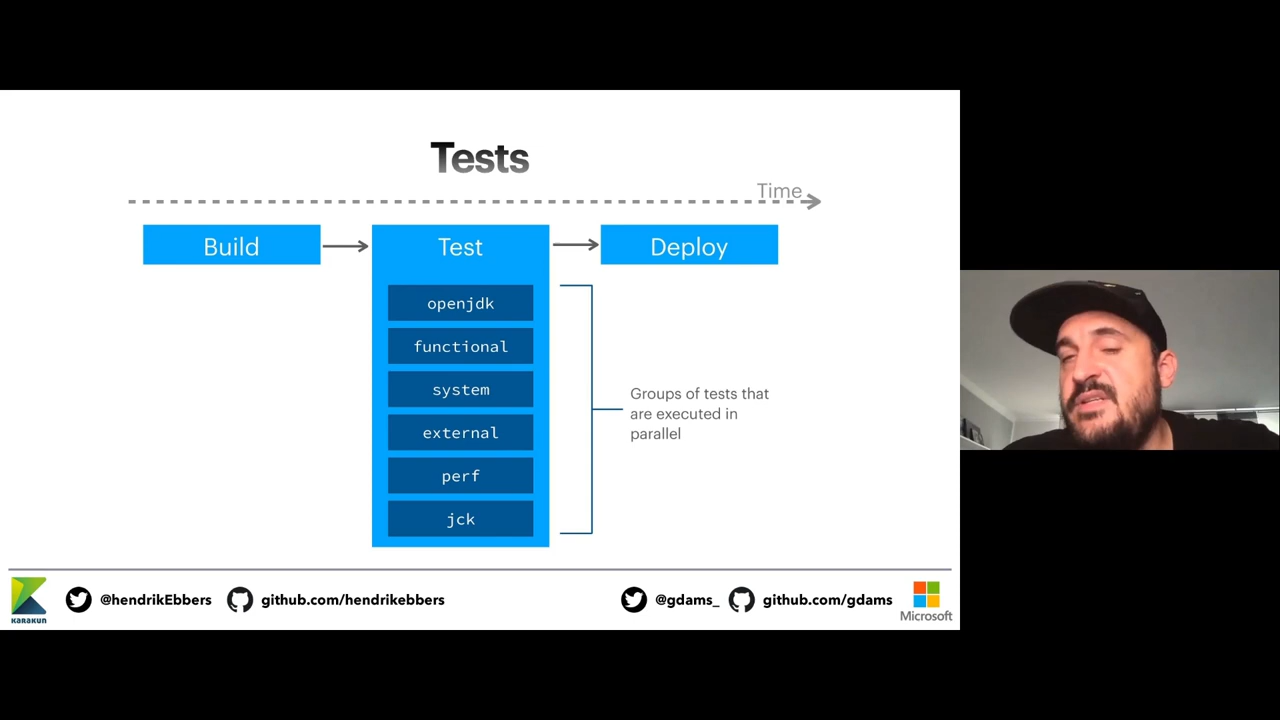 Tests
Time
Build
Test
Deploy
openjdk
functional
system
external
perf
jck
Groups of tests that
are executed in
parallel
KARAKUN
@hendrikEbbers
github.com/hendrikebbers
@gdams_
github.com/gdams
Microsoft